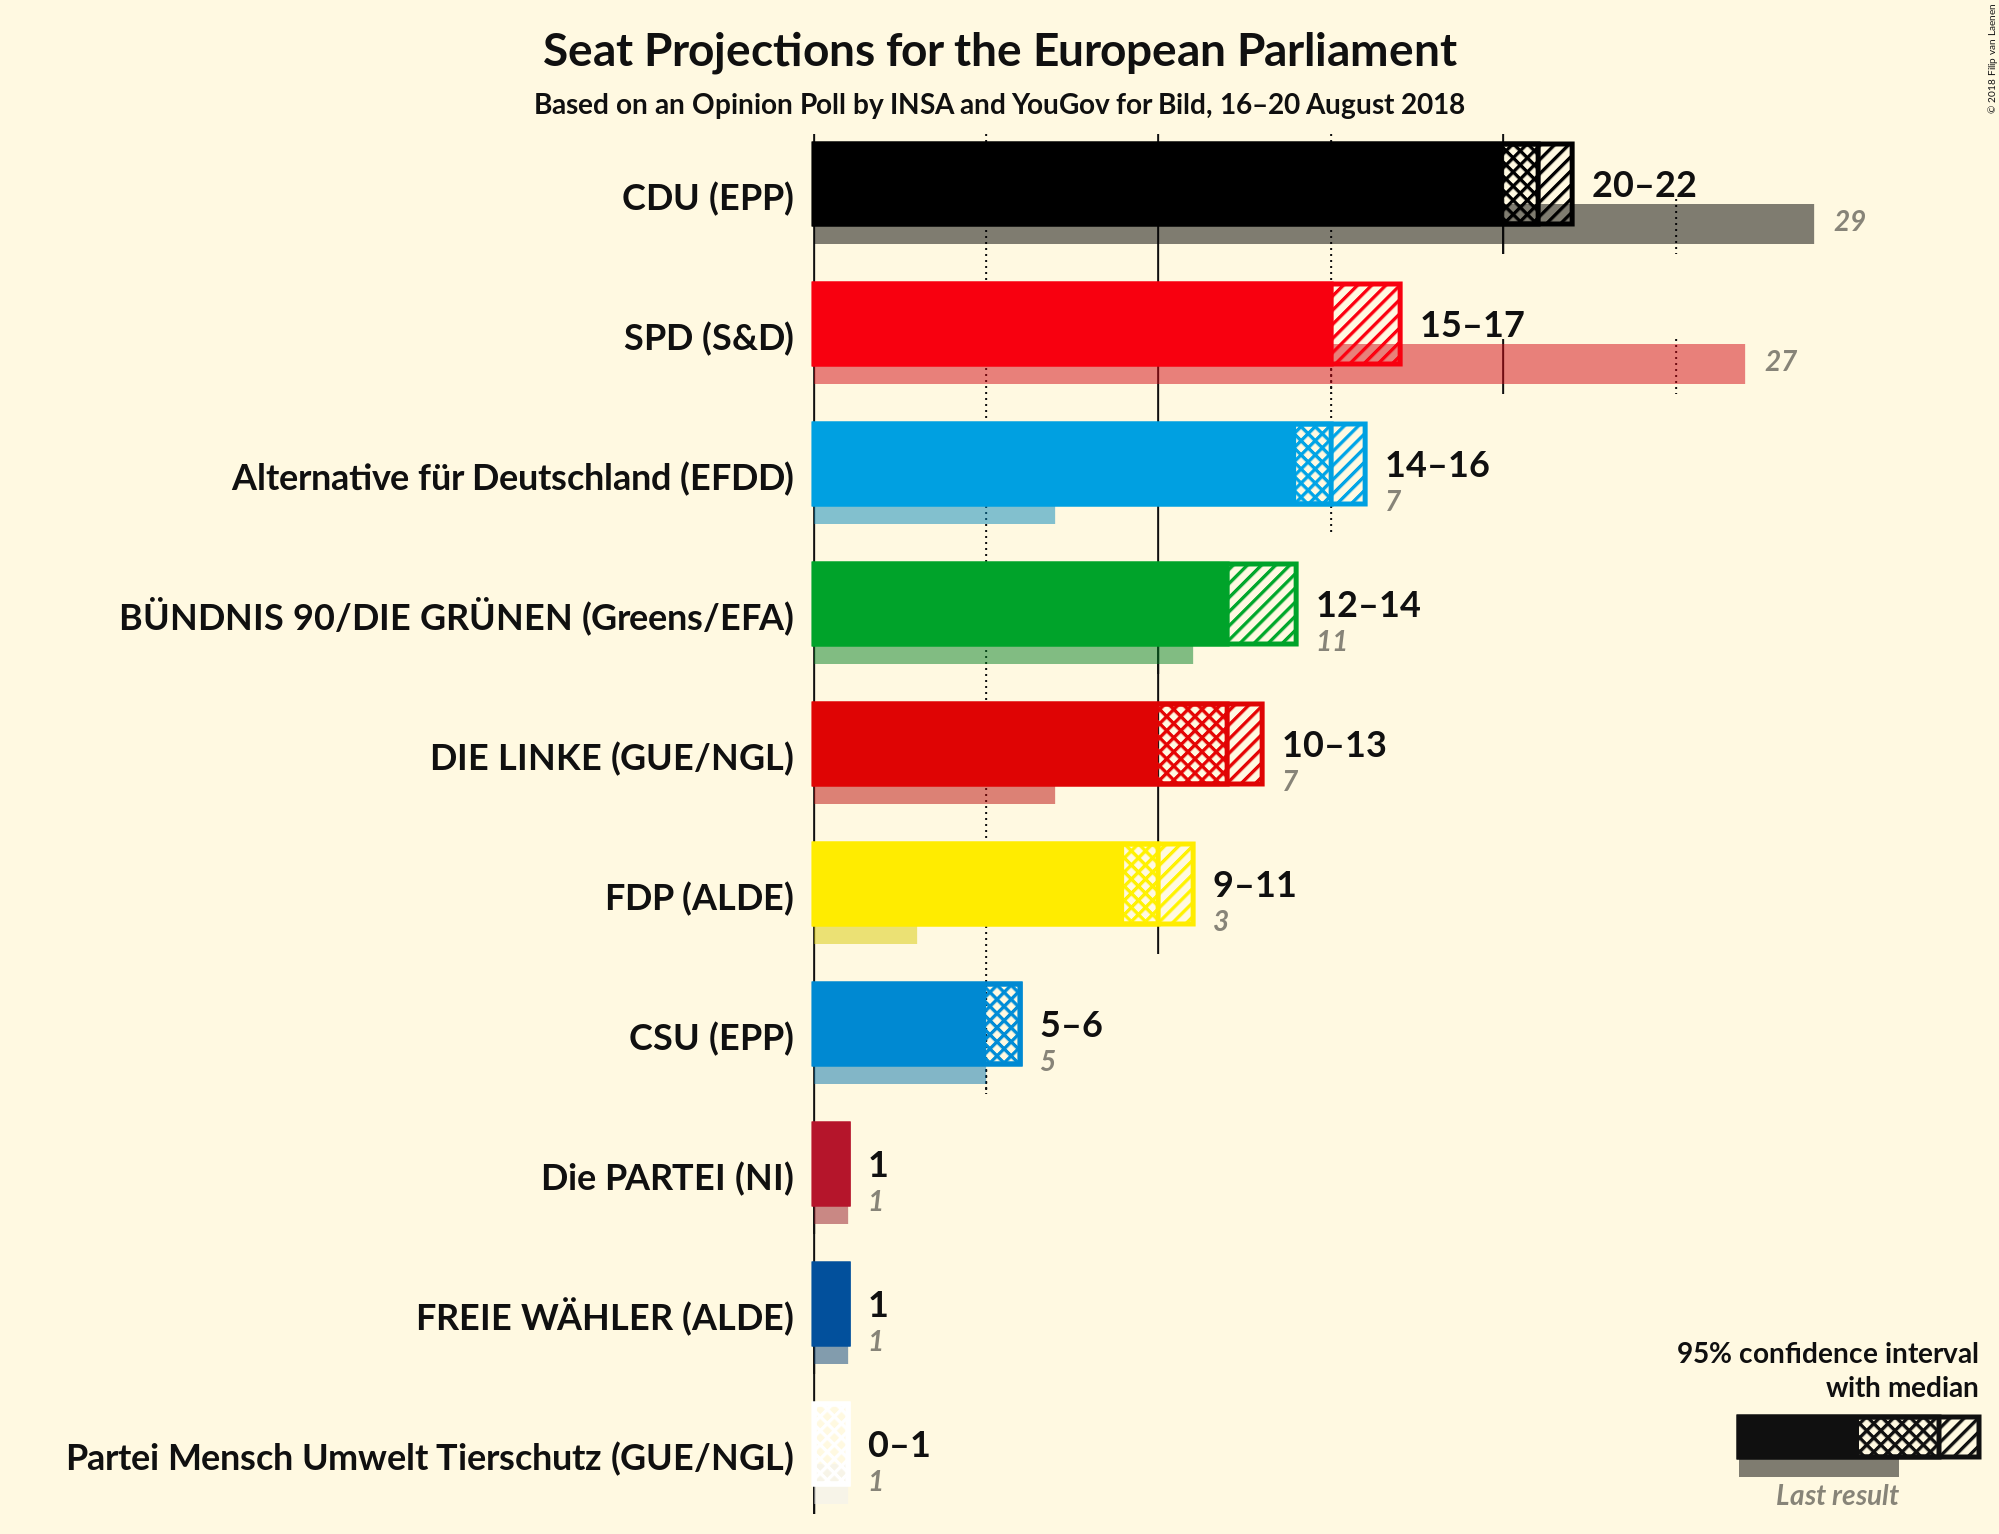 Seat Projections for the European Parliament
Based on an Opinion Poll by INSA and YouGov for Bild, 16–20 August 2018
© 2018 Filip van Laenen
CDU (EPP)
20–22
29
SPD (S&D)
15–17
27
Alternative für Deutschland (EFDD)
14–16
7
BÜNDNIS 90/DIE GRÜNEN (Greens/EFA)
12–14
11
DIE LINKE (GUE/NGL)
10–13
7
FDP (ALDE)
9–11
3
CSU (EPP)
5–6
5
Die PARTEI (NI)
1
1
FREIE WÄHLER (ALDE)
1
1
Partei Mensch Umwelt Tierschutz (GUE/NGL)
0–1
1
95% confidence interval
with median
Last result